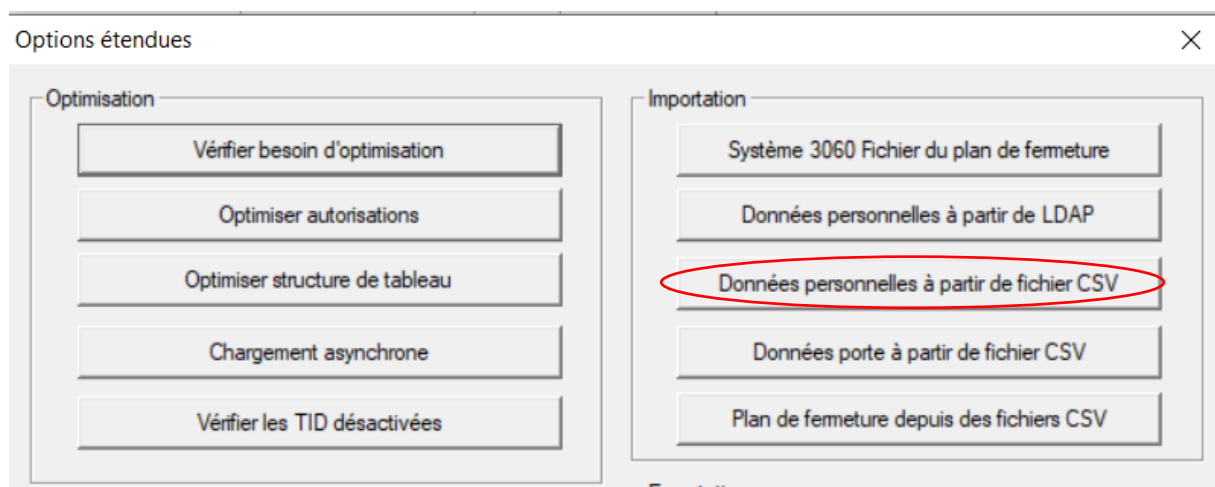 Options étendues
Optimisation
Vérifier besoin d'optimisation
Optimiser autorisations
Optimiser structure de tableau
Chargement asynchrone
Vérifier les TID désactivées
Importation
Système 3060 Fichier du plan de fermeture
Données personnelles à partir de LDAP
Données personnelles à partir de fichier CSV
Données porte à partir de fichier CSV
Plan de fermeture depuis des fichiers CSV